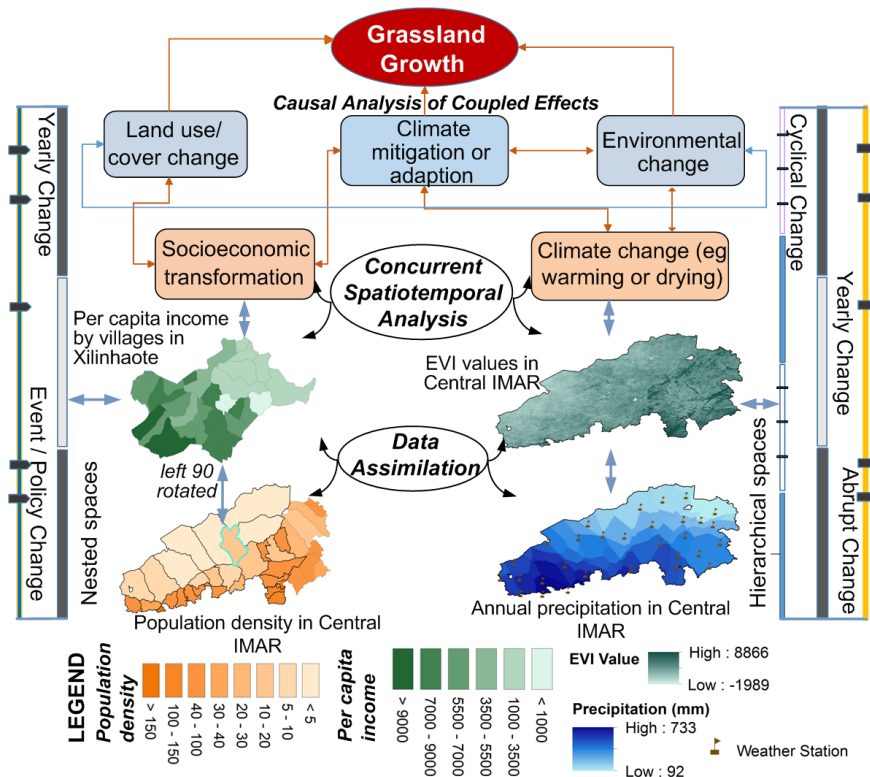 Grassland
Growth
Causal Analysis of Coupled Effects
Land use/
cover change
Climate
mitigation or
adaption
Environmental
change
Socioeconomic
transformation
Climate change (eg
warming or drying)
Concurrent
Spatiotemporal
Analysis
Per capita income
by villages in
Xilinhaote
EVI values in
Central IMAR
Data
Assimilation
left 90
rotated
Population density in Central
IMAR
Annual precipitation in Central
IMAR
Yearly Change
Event / Policy Change
Nested spaces
Cyclical Change
Yearly Change
Hierarchical spaces
Abrupt Change
LEGEND
Population
density
> 150
100 - 150
40 - 100
30 - 40
20 - 30
10 - 20
5 - 10
< 5
Per capita
income
> 9000
7000 - 9000
5500 - 7000
3500 - 5500
1000 - 3500
< 1000
EVI Value
High : 8866
Low : -1989
Precipitation (mm)
High : 733
Low : 92
Weather Station